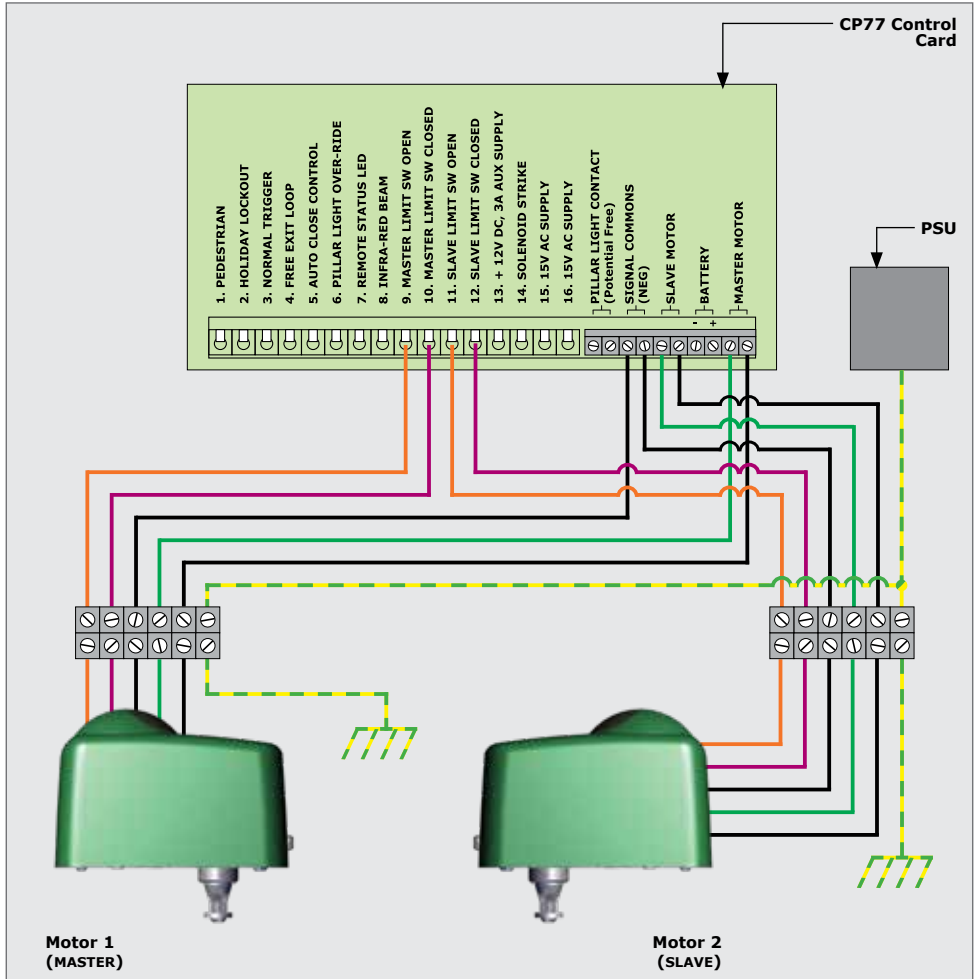 CP77 Control
Card
1. PEDESTRIAN
2. HOLIDAY LOCKOUT
3. NORMAL TRIGGER
4. FREE EXIT LOOP
5. AUTO CLOSE CONTROL
6. PILLAR LIGHT OVER-RIDE
7. REMOTE STATUS LED
8. INFRA-RED BEAM
9. MASTER LIMIT SW OPEN
10. MASTER LIMIT SW CLOSED
11. SLAVE LIMIT SW OPEN
12. SLAVE LIMIT SW CLOSED
13. + 12V DC, 3A AUX SUPPLY
14. SOLENOID STRIKE
15. 15V AC SUPPLY
16. 15V AC SUPPLY
PILLAR LIGHT CONTACT
(Potential Free)
SIGNAL COMMONS
(NEG)
SLAVE MOTOR
BATTERY
- +
MASTER MOTOR
PSU
Motor 1
(MASTER)
Motor 2
(SLAVE)